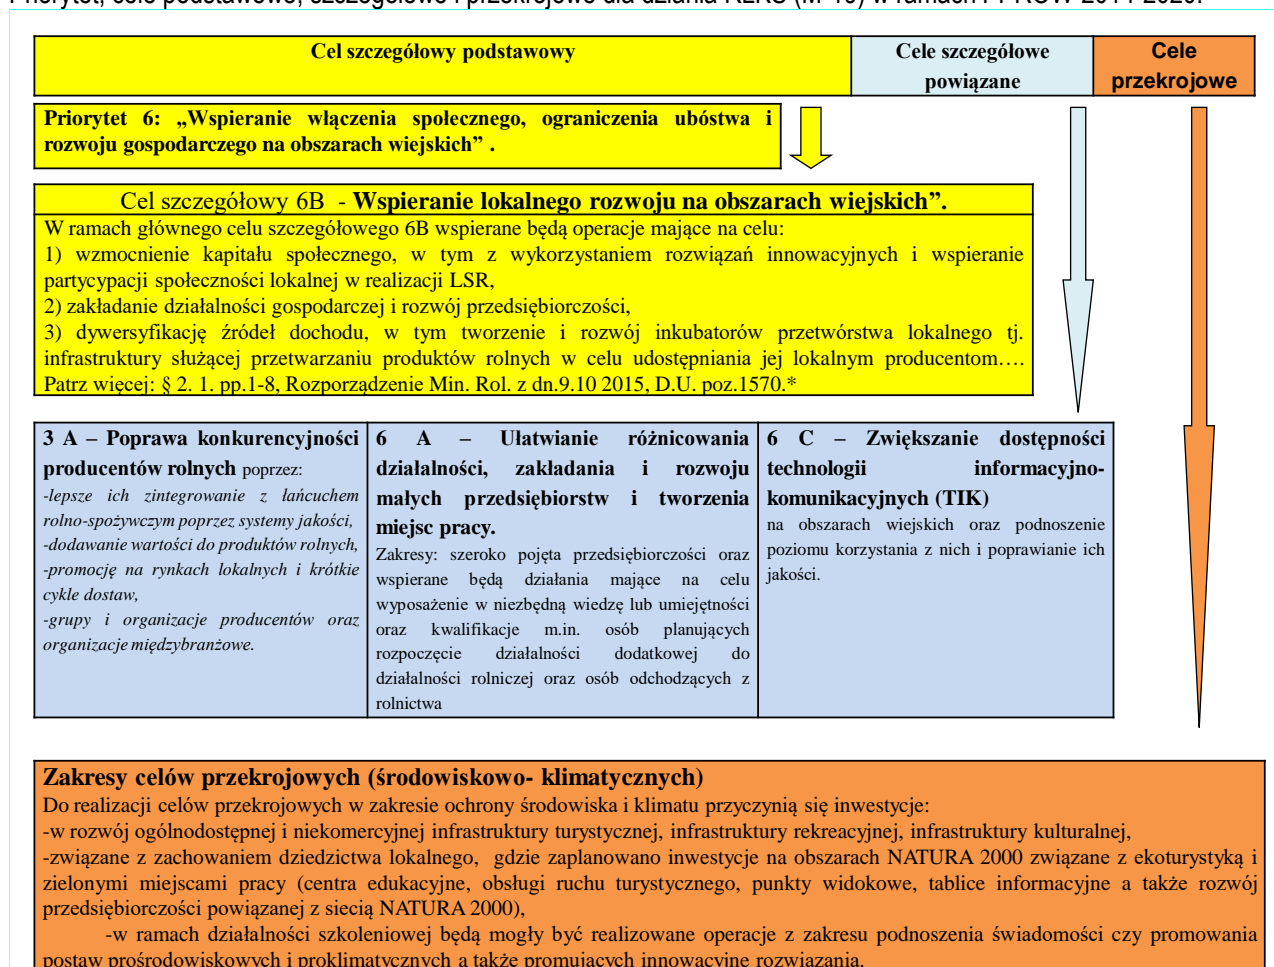 Priorytet, cele podstawowe, szczegółowe i przekrojowe dla działania RLKS (M 19) w ramach PROW 2014-2020.
Cel szczegółowy podstawowy
Cele szczegółowe
powiązane
Cele
przekrojowe
Priorytet 6: „Wspieranie włączenia społecznego, ograniczenia ubóstwa i
rozwoju gospodarczego na obszarach wiejskich” .
Cel szczegółowy 6B - Wspieranie lokalnego rozwoju na obszarach wiejskich”.
W ramach głównego celu szczegółowego 6B wspierane będą operacje mające na celu:
1) wzmocnienie kapitału społecznego, w tym z wykorzystaniem rozwiązań innowacyjnych i wspieranie
partycypacji społeczności lokalnej w realizacji LSR,
2) zakładanie działalności gospodarczej i rozwój przedsiębiorczości,
3) dywersyfikację źródeł dochodu, w tym tworzenie i rozwój inkubatorów przetwórstwa lokalnego tj.
infrastruktury służącej przetwarzaniu produktów rolnych w celu udostępniania jej lokalnym producentom….
Patrz więcej: § 2. 1. pp.1-8, Rozporządzenie Min. Rol. z dn.9.10 2015, D.U. poz.1570.*
3 A – Poprawa konkurencyjności
producentów rolnych poprzez:
-lepsze ich zintegrowanie z łańcuchem
rolno-spożywczym poprzez systemy jakości,
-dodawanie wartości do produktów rolnych,
-promocję na rynkach lokalnych i krótkie
cykle dostaw,
-grupy i organizacje producentów oraz
organizacje międzybranżowe.
6 A – Ułatwianie różnicowania
działalności, zakładania i rozwoju
małych przedsiębiorstw i tworzenia
miejsc pracy.
Zakresy: szeroko pojęta przedsiębiorczości oraz
wspierane będą działania mające na celu
wyposażenie w niezbędną wiedzę lub umiejętności
oraz kwalifikacje m.in. osób planujących
rozpoczęcie działalności dodatkowej do
działalności rolniczej oraz osób odchodzących z
rolnictwa
6 C – Zwiększanie dostępności
technologii informacyjno-
komunikacyjnych (TIK)
na obszarach wiejskich oraz podnoszenie
poziomu korzystania z nich i poprawianie ich
jakości.
Zakresy celów przekrojowych (środowiskowo- klimatycznych)
Do realizacji celów przekrojowych w zakresie ochrony środowiska i klimatu przyczynią się inwestycje:
-w rozwój ogólnodostępnej i niekomercyjnej infrastruktury turystycznej, infrastruktury rekreacyjnej, infrastruktury kulturalnej,
-związane z zachowaniem dziedzictwa lokalnego, gdzie zaplanowano inwestycje na obszarach NATURA 2000 związane z ekoturystyką i
zielonymi miejscami pracy (centra edukacyjne, obsługi ruchu turystycznego, punkty widokowe, tablice informacyjne a także rozwój
przedsiębiorczości powiązanej z siecią NATURA 2000),
-w ramach działalności szkoleniowej będą mogły być realizowane operacje z zakresu podnoszenia świadomości czy promowania
postaw prośrodowiskowych i proklimatycznych a także promujących innowacyjne rozwiązania.